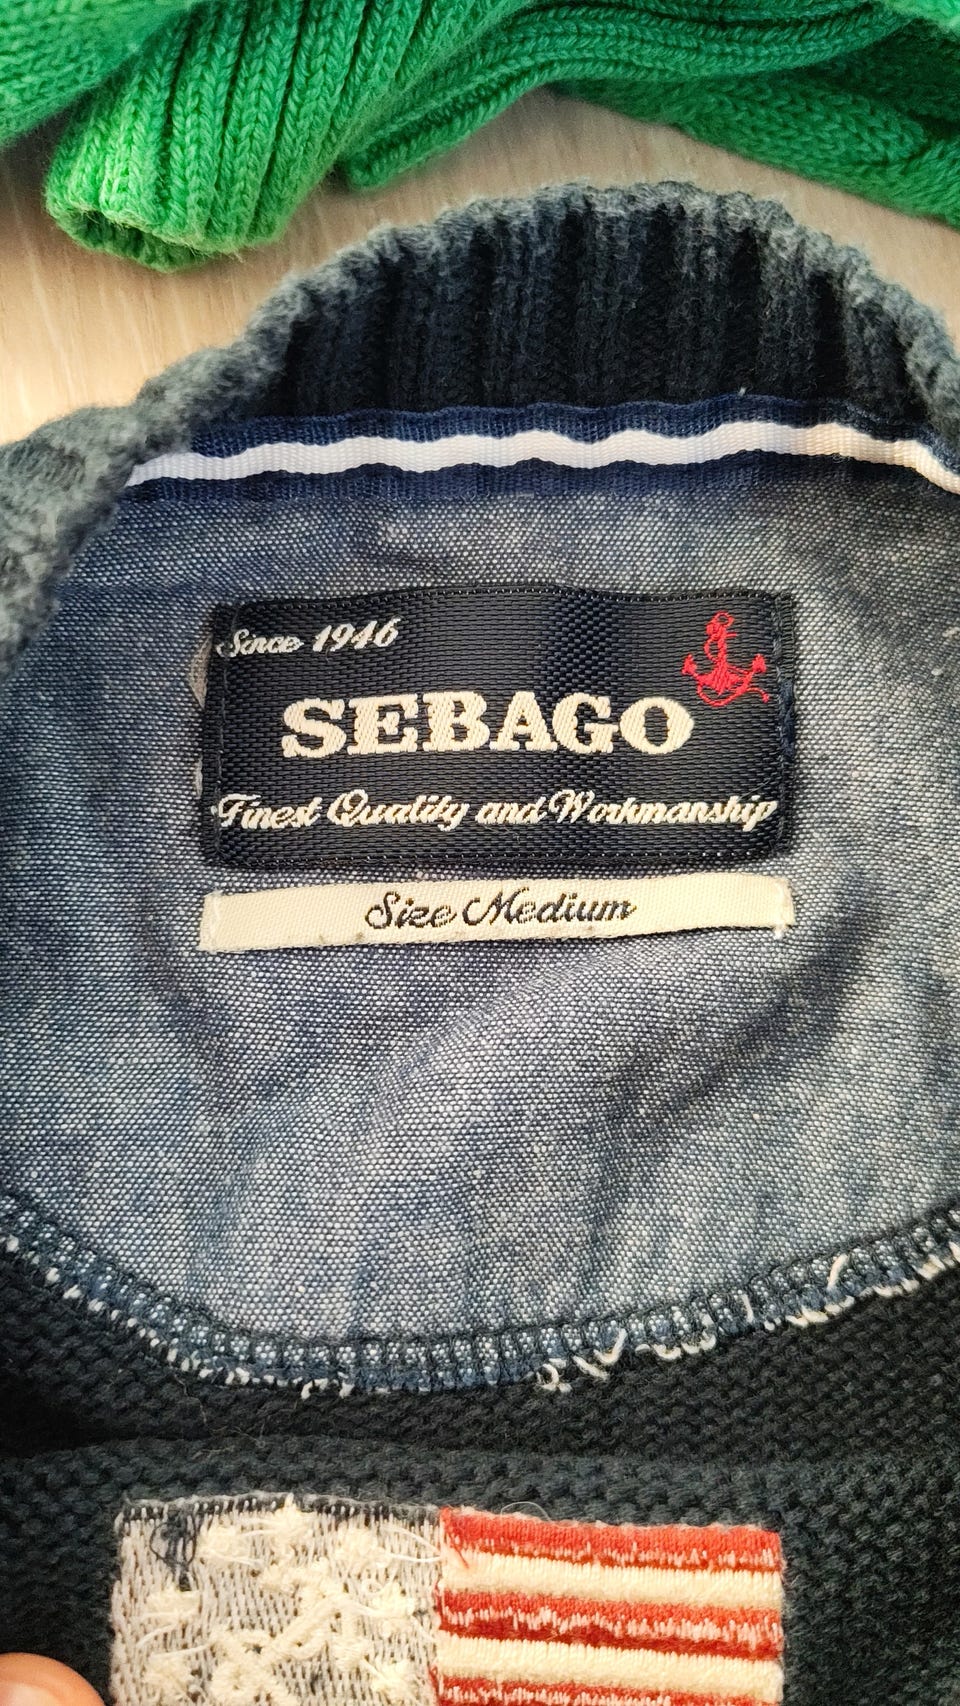 Since 1946
SEBAGO
Finest Quality and Workmanship
Size Medium